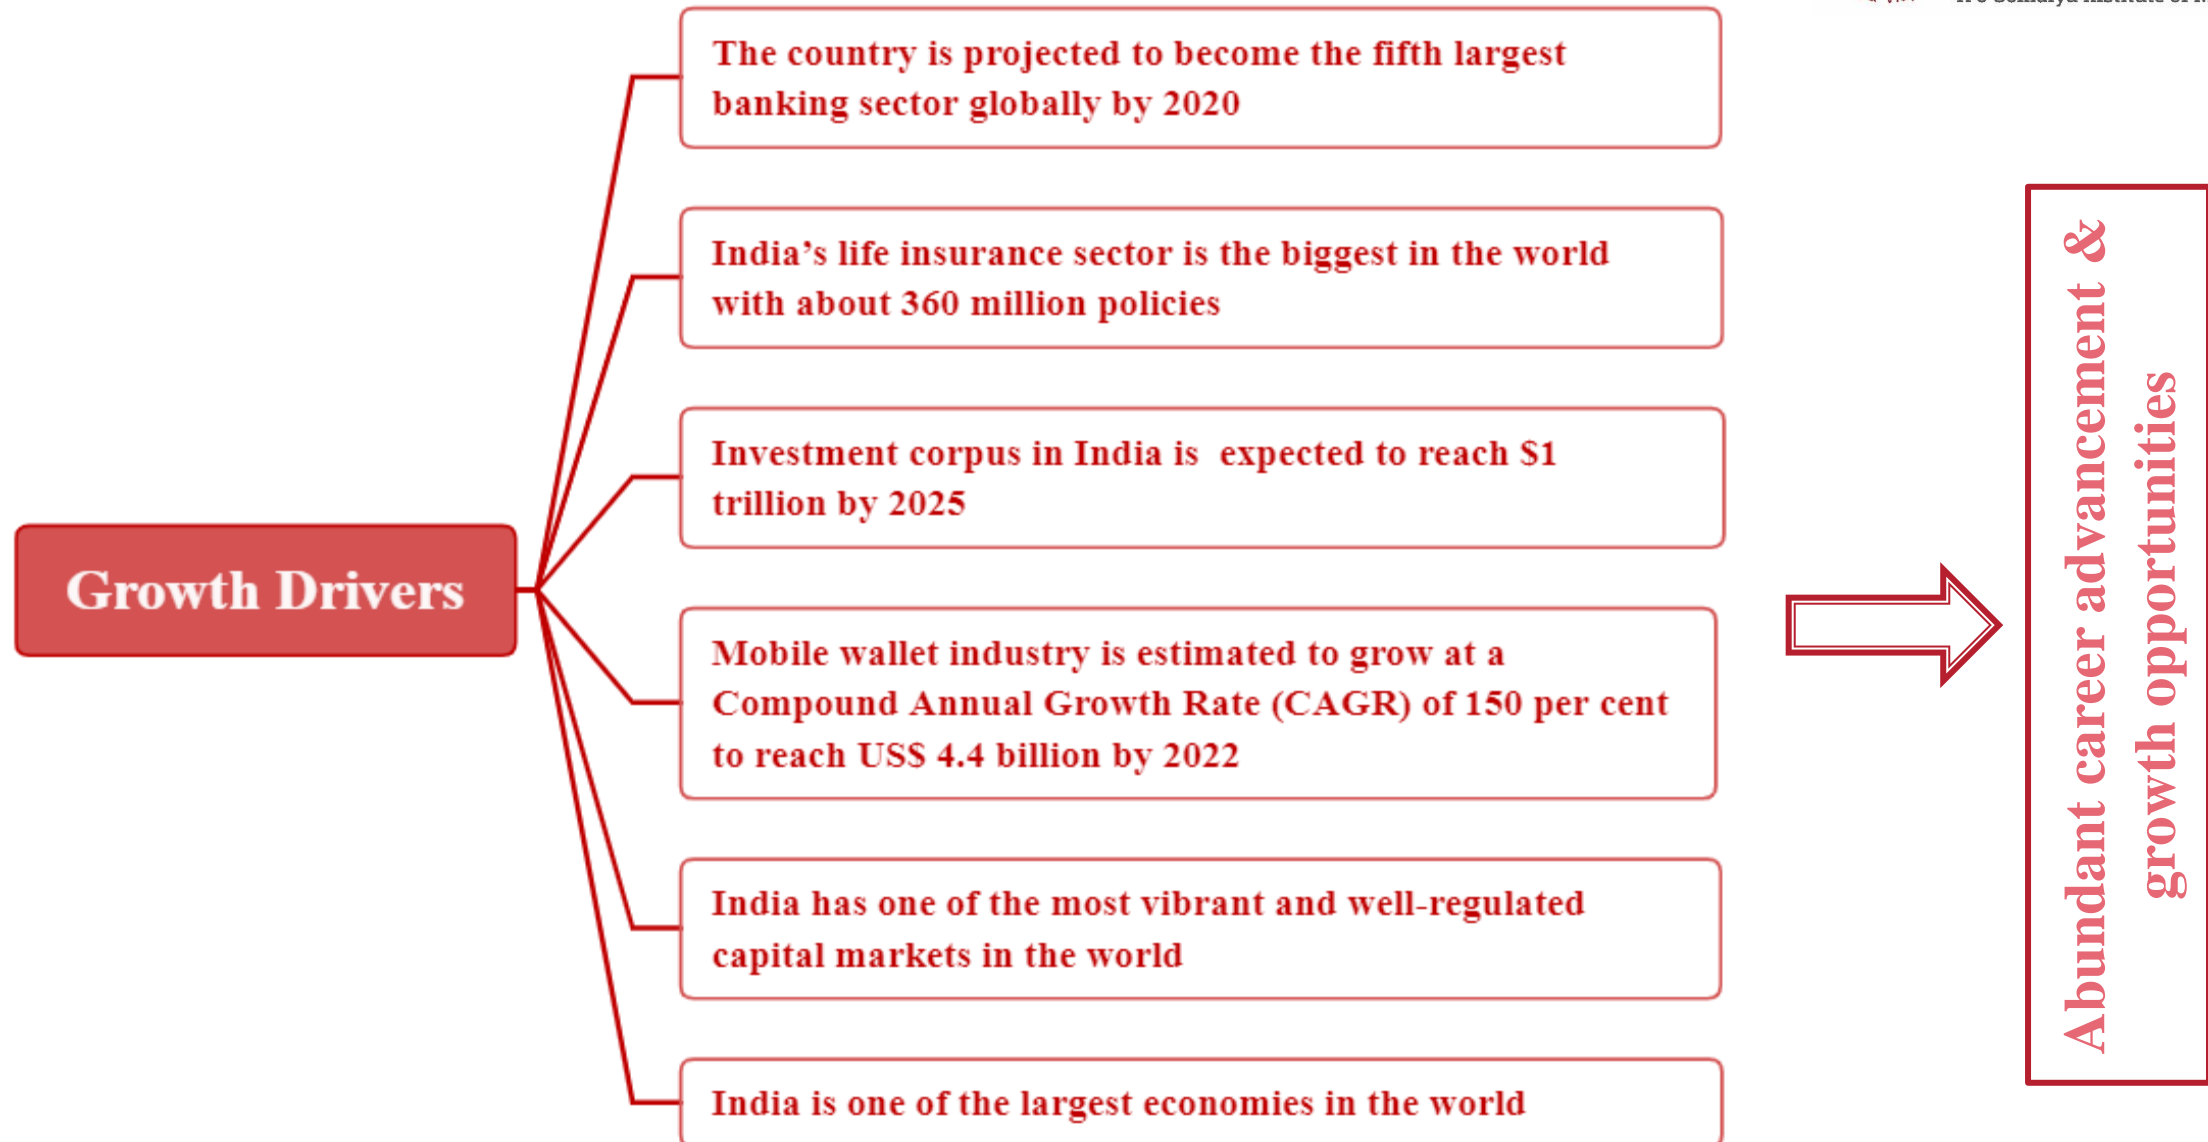 The country is projected to become the fifth largest
banking sector globally by 2020
India’s life insurance sector is the biggest in the world
with about 360 million policies
Investment corpus in India is  expected to reach $1
trillion by 2025
Growth Drivers
Mobile wallet industry is estimated to grow at a
Compound Annual Growth Rate (CAGR) of 150 per cent
to reach US$ 4.4 billion by 2022
India has one of the most vibrant and well-regulated
capital markets in the world
India is one of the largest economies in the world
Abundant career advancement &
growth opportunities